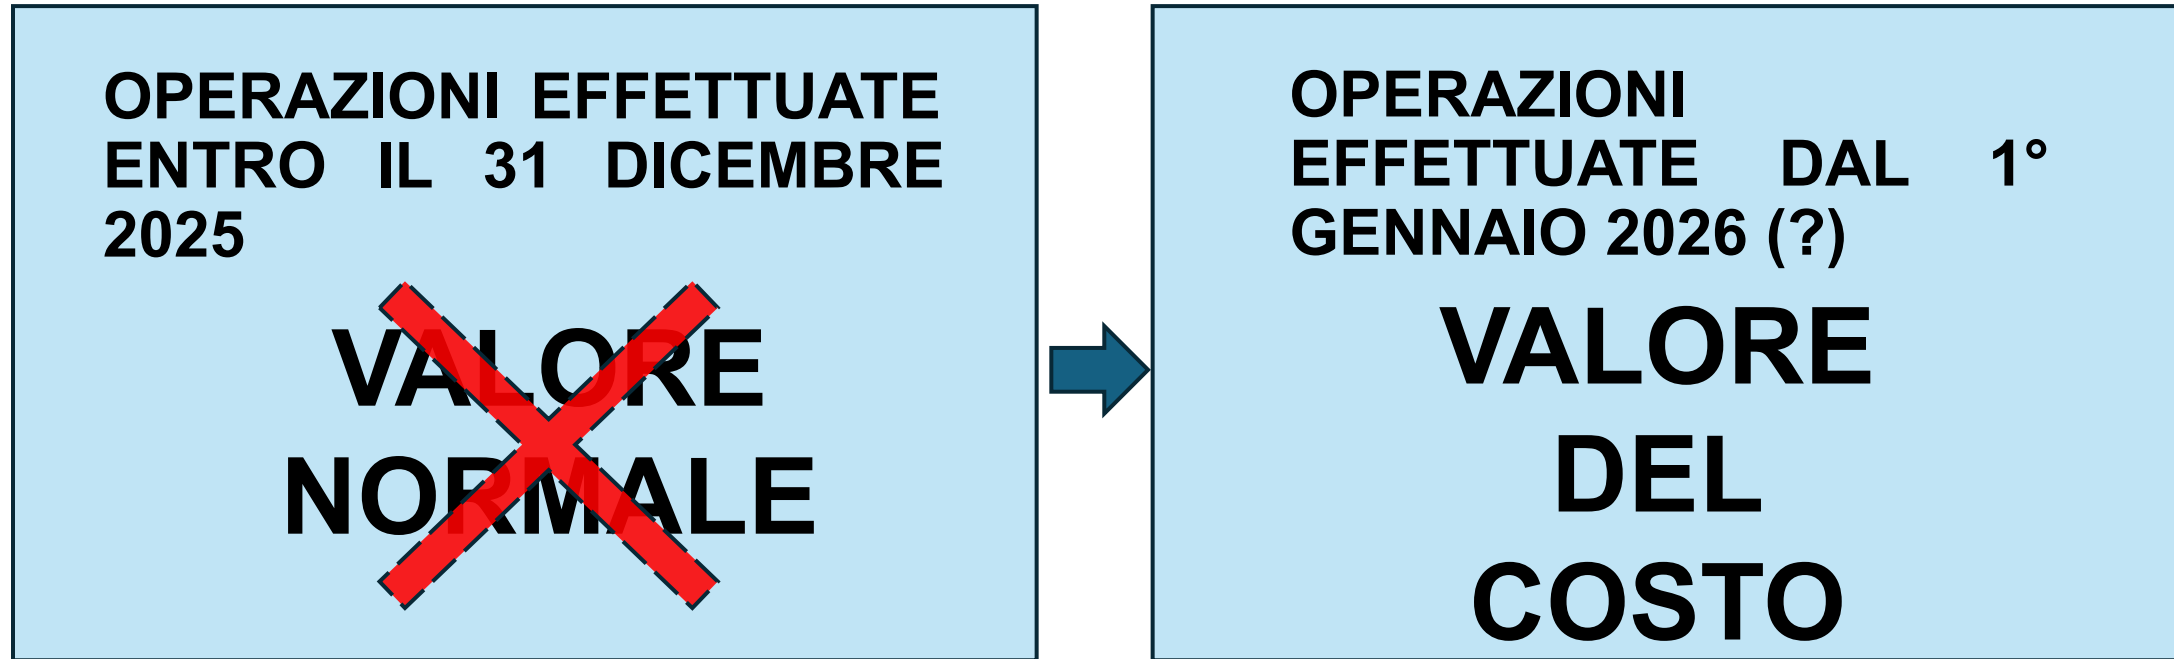 OPERAZIONI EFFETTUATE
ENTRO IL 31 DICEMBRE
2025
VALORE
NORMALE
OPERAZIONI
EFFETTUATE DAL 1°
GENNAIO 2026 (?)
VALORE
DEL
COSTO